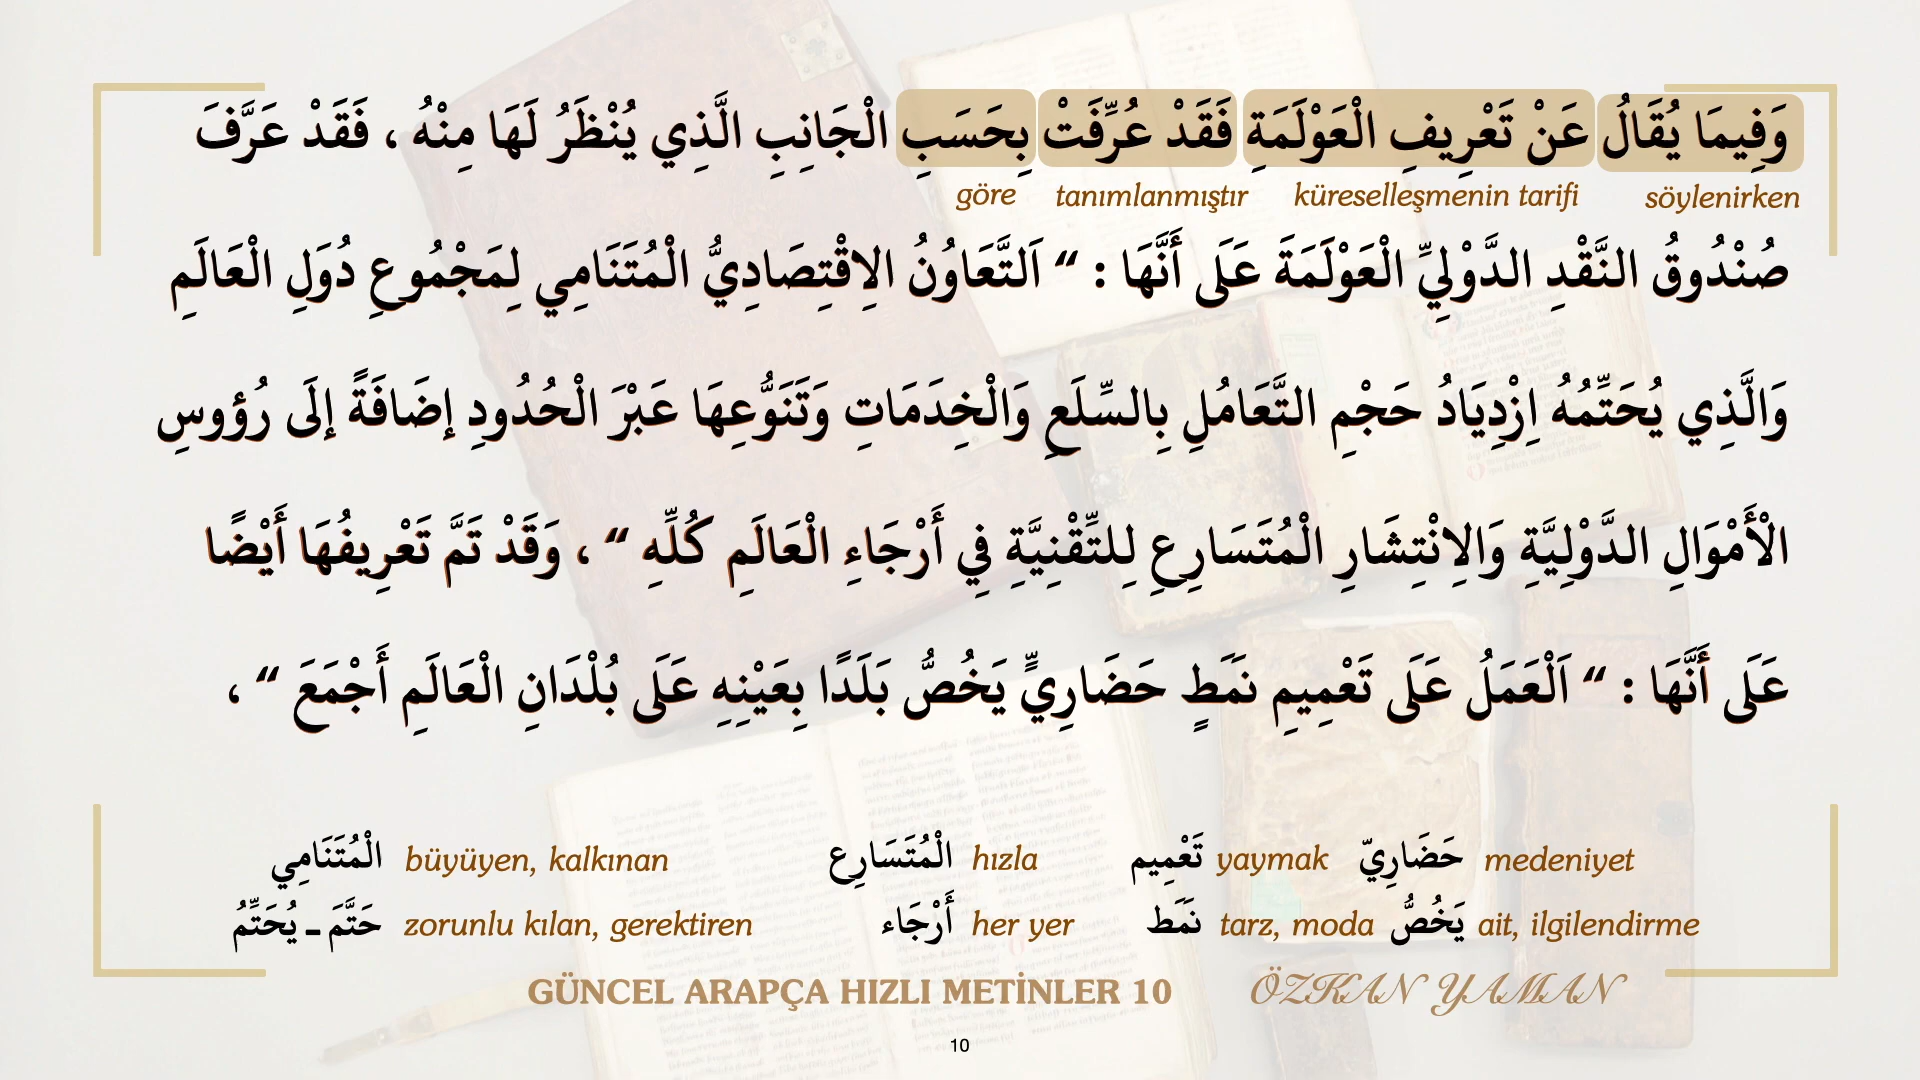 وَفِيمَا يُقَالُ عَنْ تَعْرِيفِ الْعَوْلَمَةِ فَقَدْ عُرِّفَتْ بِحَسَبِ الْجَانِبِ الَّذِي يُنْظَرُ لَهَا مِنْهُ ، فَقَدْ عَرَّفَ
söylenirken küreselleşmenin tarifi tanımlanmıştır göre
صُنْدُوقُ النَّقْدِ الدَّوْلِيِّ الْعَوْلَمَةَ عَلَى أَنَّهَا : “ اَلتَّعَاوُنُ الِاقْتِصَادِيُّ الْمُتَنَامِي لِمَجْمُوعِ دُوَلِ الْعَالَمِ
وَالَّذِي يُحَتِّمُهُ اِزْدِيَادُ حَجْمِ التَّعَامُلِ بِالسِّلَعِ وَالْخِدَمَاتِ وَتَنَوُّعِهَا عَبْرَ الْحُدُودِ إضَافَةً إلَى رُؤوسِ
الْأَمْوَالِ الدَّوْلِيَّةِ وَالِانْتِشَارِ الْمُتَسَارِعِ لِلتِّقْنِيَّةِ فِي أَرْجَاءِ الْعَالَمِ كُلِّهِ “ ، وَقَدْ تَمَّ تَعْرِيفُهَا أَيْضًا
عَلَى أَنَّهَا : “ اَلْعَمَلُ عَلَى تَعْمِيمِ نَمَطٍ حَضَارِيٍّ يَخُصُّ بَلَدًا بِعَيْنِهِ عَلَى بُلْدَانِ الْعَالَمِ أَجْمَعَ “ ،
الْمُتَنَامِي büyüyen, kalkınan الْمُتَسَارِع hızla تَعْمِيم yaymak حَضَارِيّ medeniyet
حَتَّمَ ـ يُحَتِّمُ zorunlu kılan, gerektiren أَرْجَاء her yer نَمَط tarz, moda يَخُصُّ ait, ilgilendirme
GÜNCEL ARAPÇA HIZLI METİNLER 10 ÖZKAN YAMAN
10